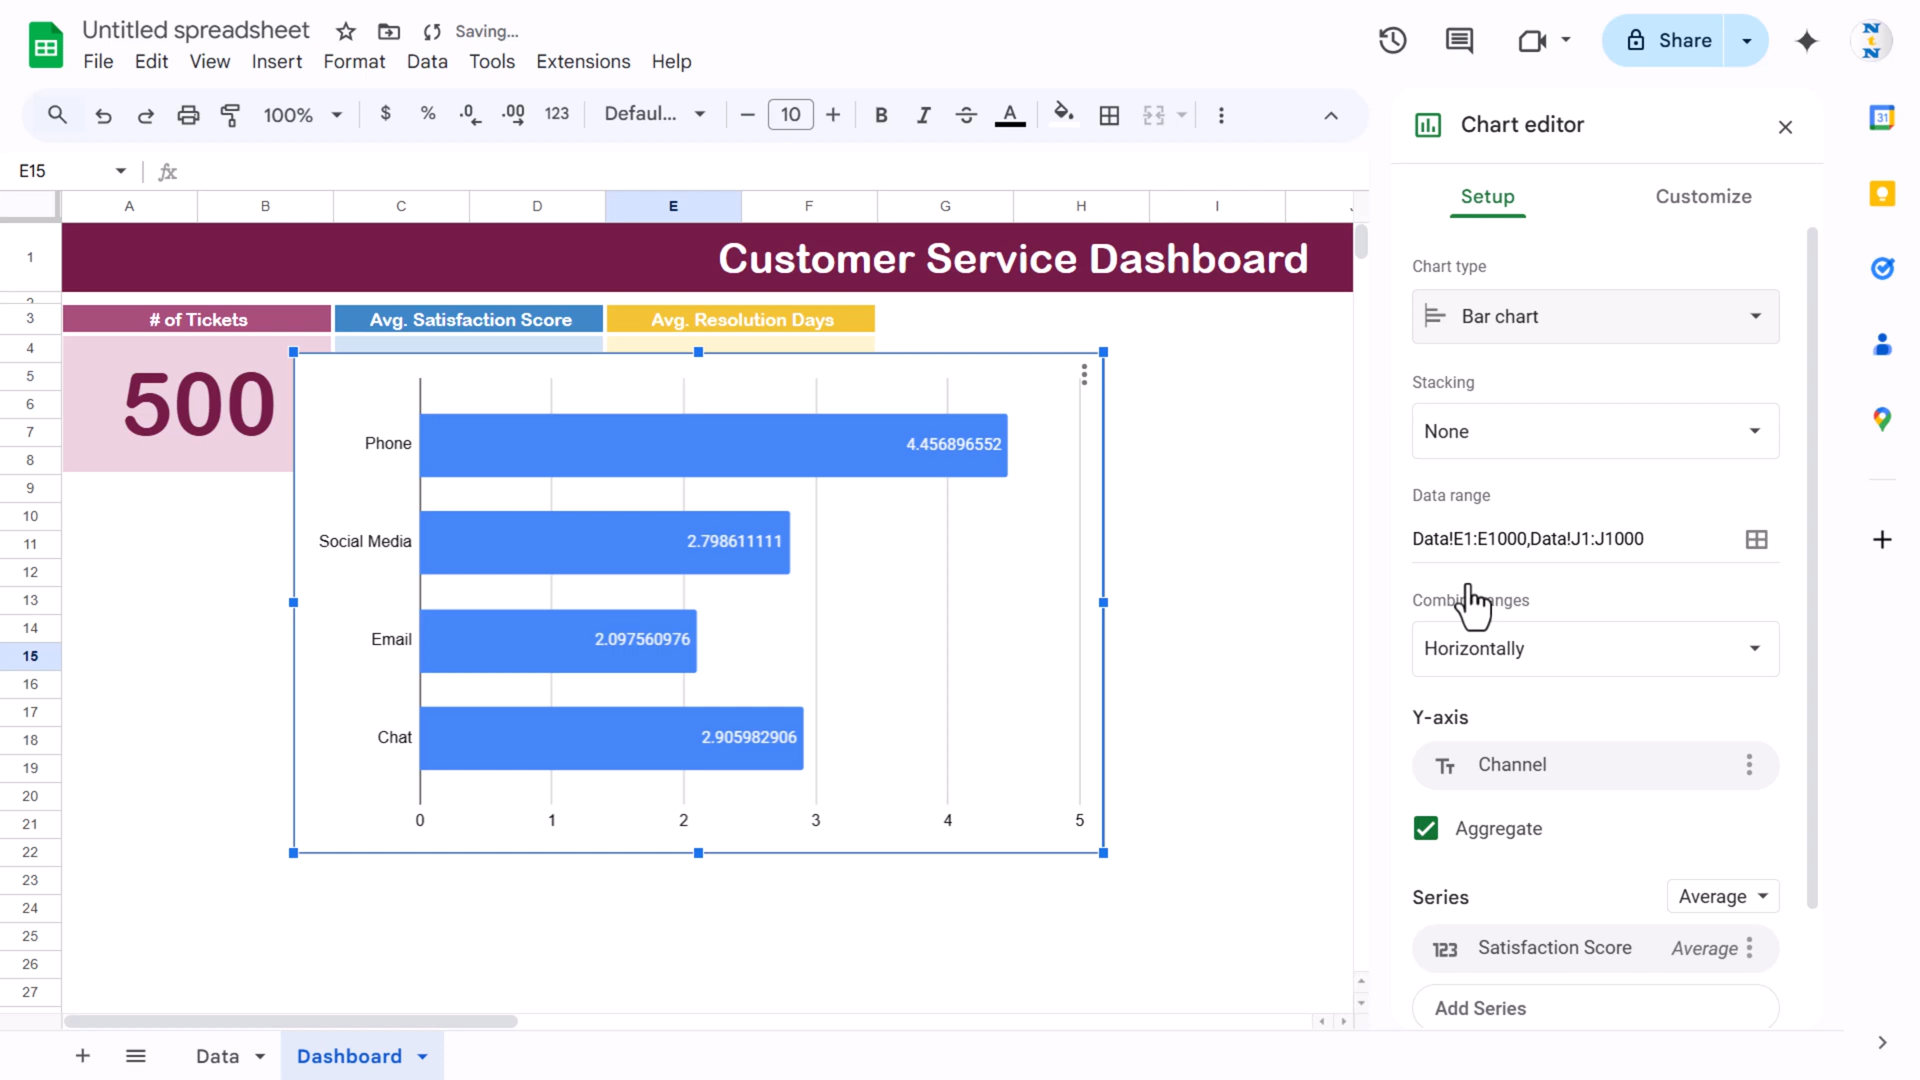 Untitled spreadsheet Saving...
File Edit View Insert Format Data Tools Extensions Help
Share
NtN
100% $ % .0 .00 123 Defaul... 10 B I S A
E15 fx
A B C D E F G H I
1 Customer Service Dashboard
3 # of Tickets Avg. Satisfaction Score Avg. Resolution Days
4
5
6 500
7
8
9
10
11
12
13
14
15
16
17
18
19
20
21
22
23
24
25
26
27
Phone 4.456896552
Social Media 2.798611111
Email 2.097560976
Chat 2.905982906
0 1 2 3 4 5
Chart editor
Setup Customize
Chart type
Bar chart
Stacking
None
Data range
Data!E1:E1000,Data!J1:J1000
Horizontally
Y-axis
Tт Channel
Aggregate
Series Average
123 Satisfaction Score Average
Add Series
31
Data Dashboard